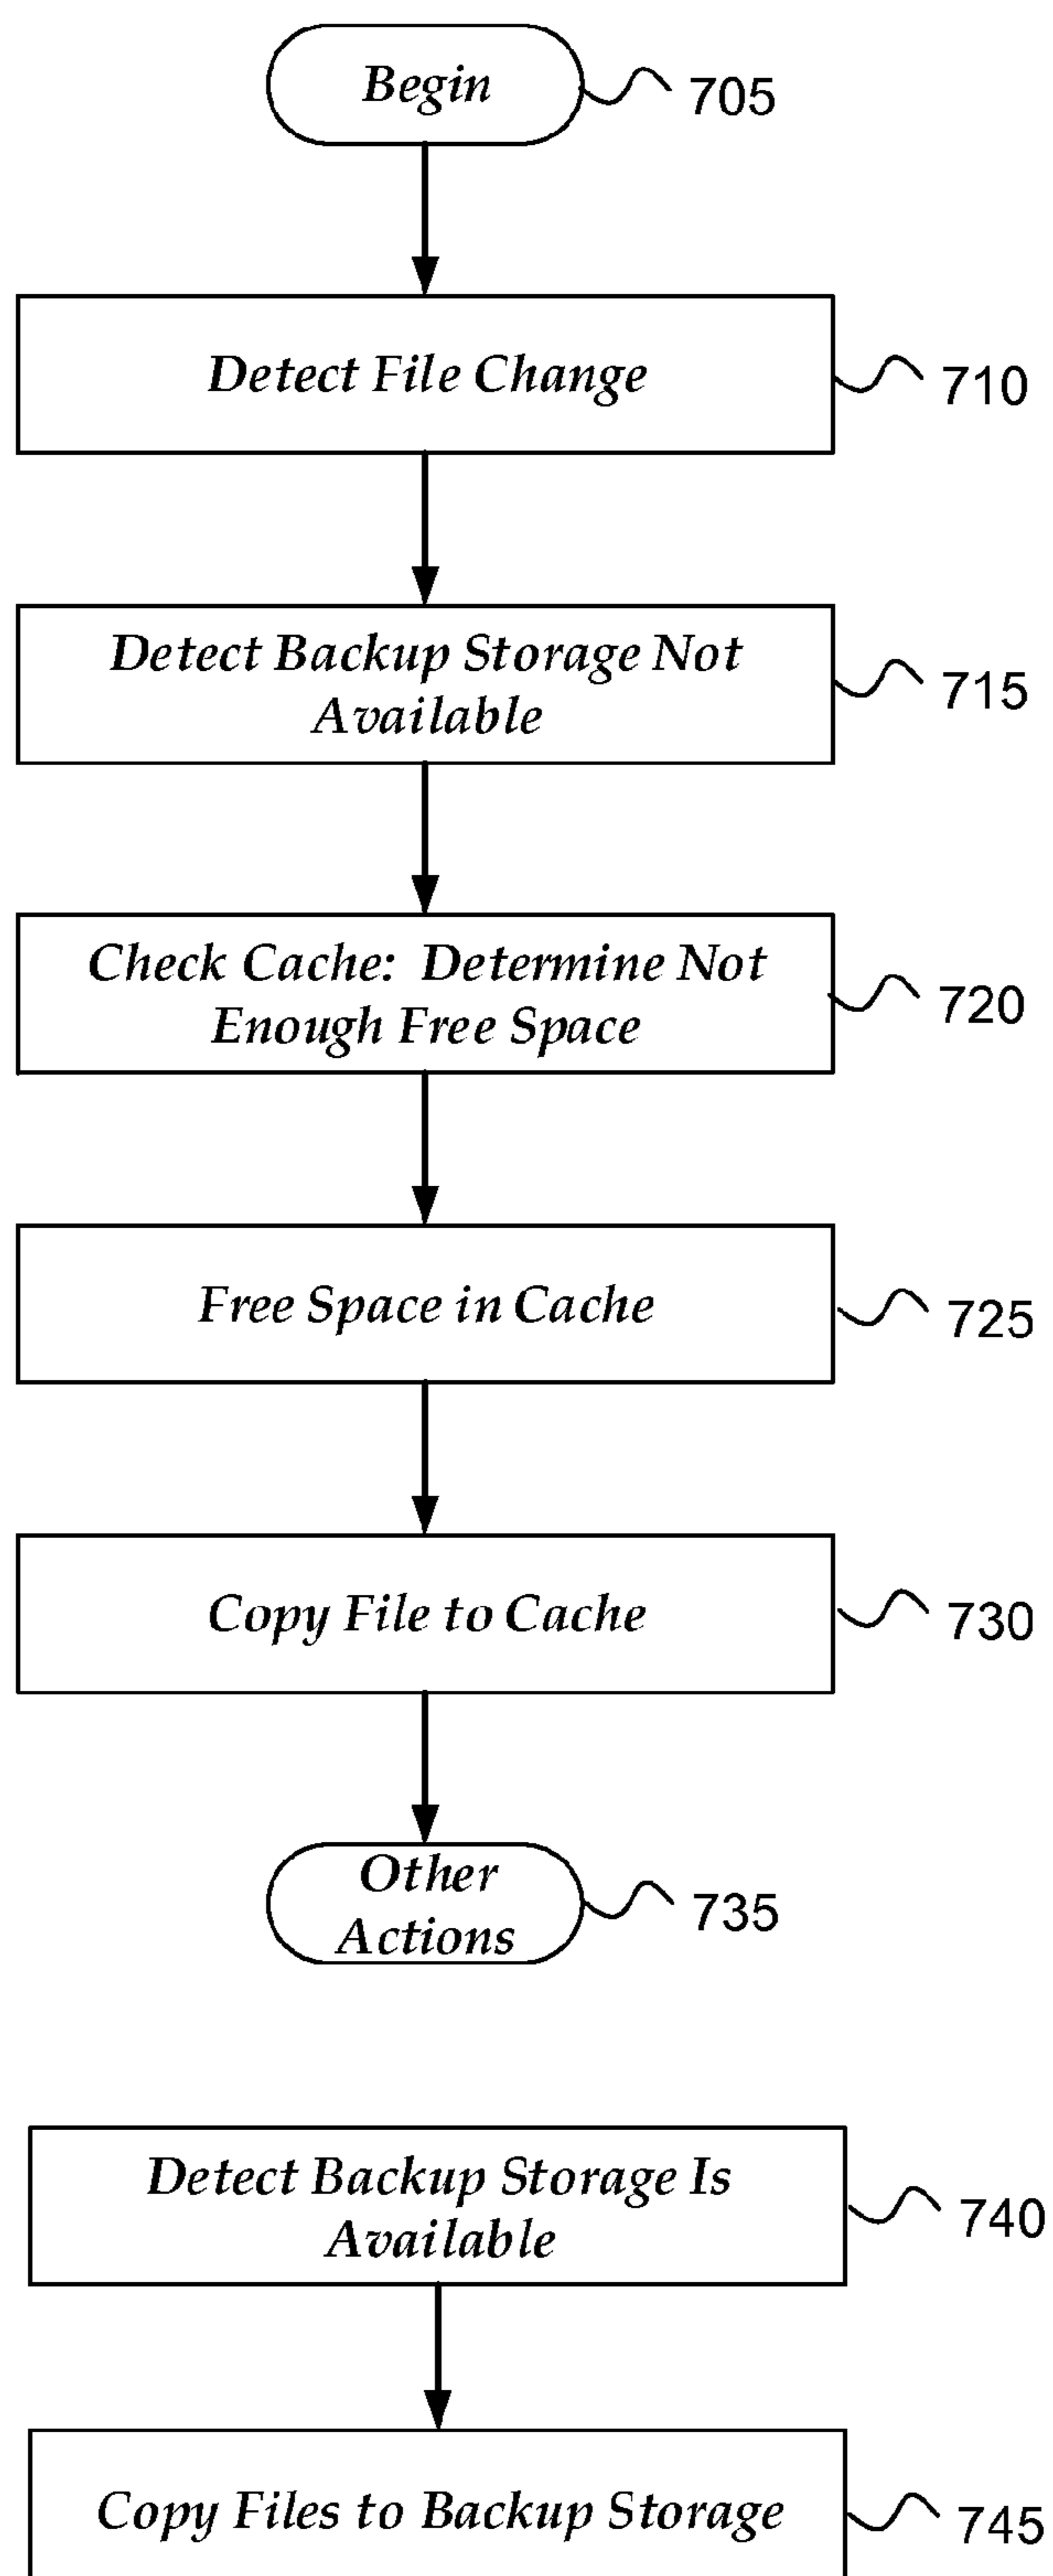 Begin
705
Detect File Change
710
Detect Backup Storage Not
Available
715
Check Cache: Determine Not
Enough Free Space
720
Free Space in Cache
725
Copy File to Cache
730
Other
Actions
735
Detect Backup Storage Is
Available
740
Copy Files to Backup Storage
745